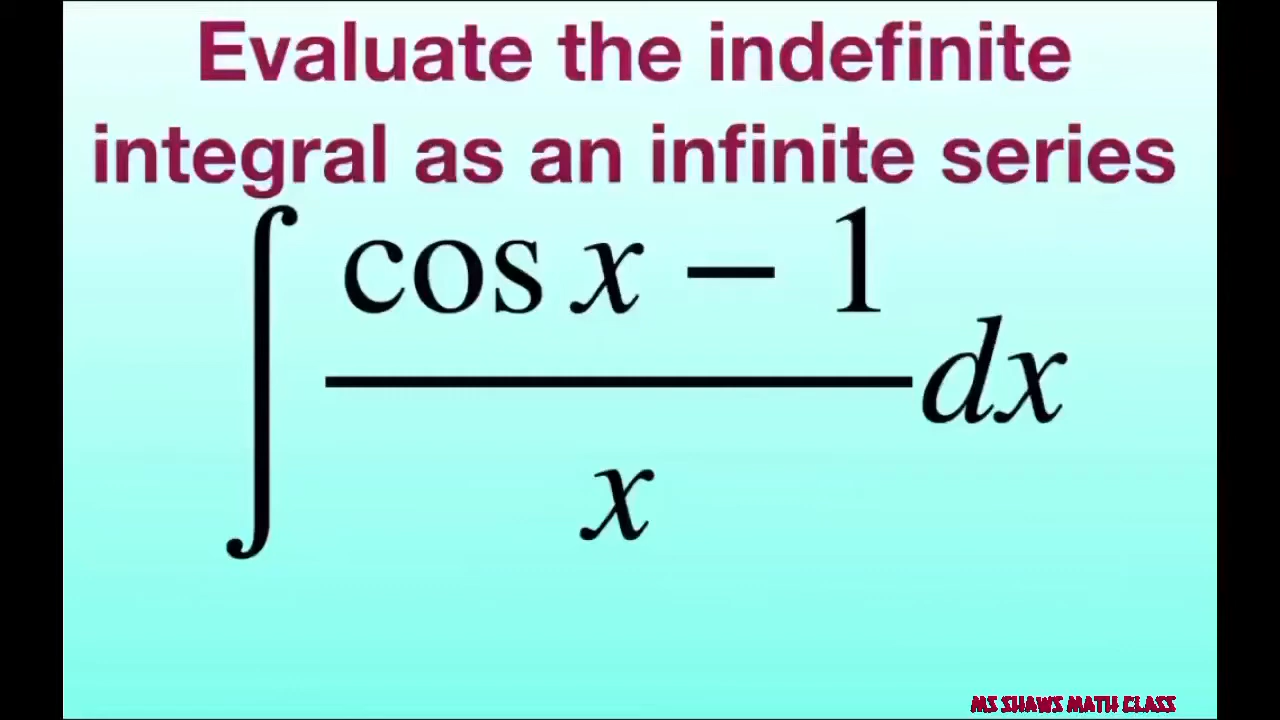 Evaluate the indefinite
integral as an infinite series
∫ (cos x − 1)/x dx
MS SHAWS MATH CLASS